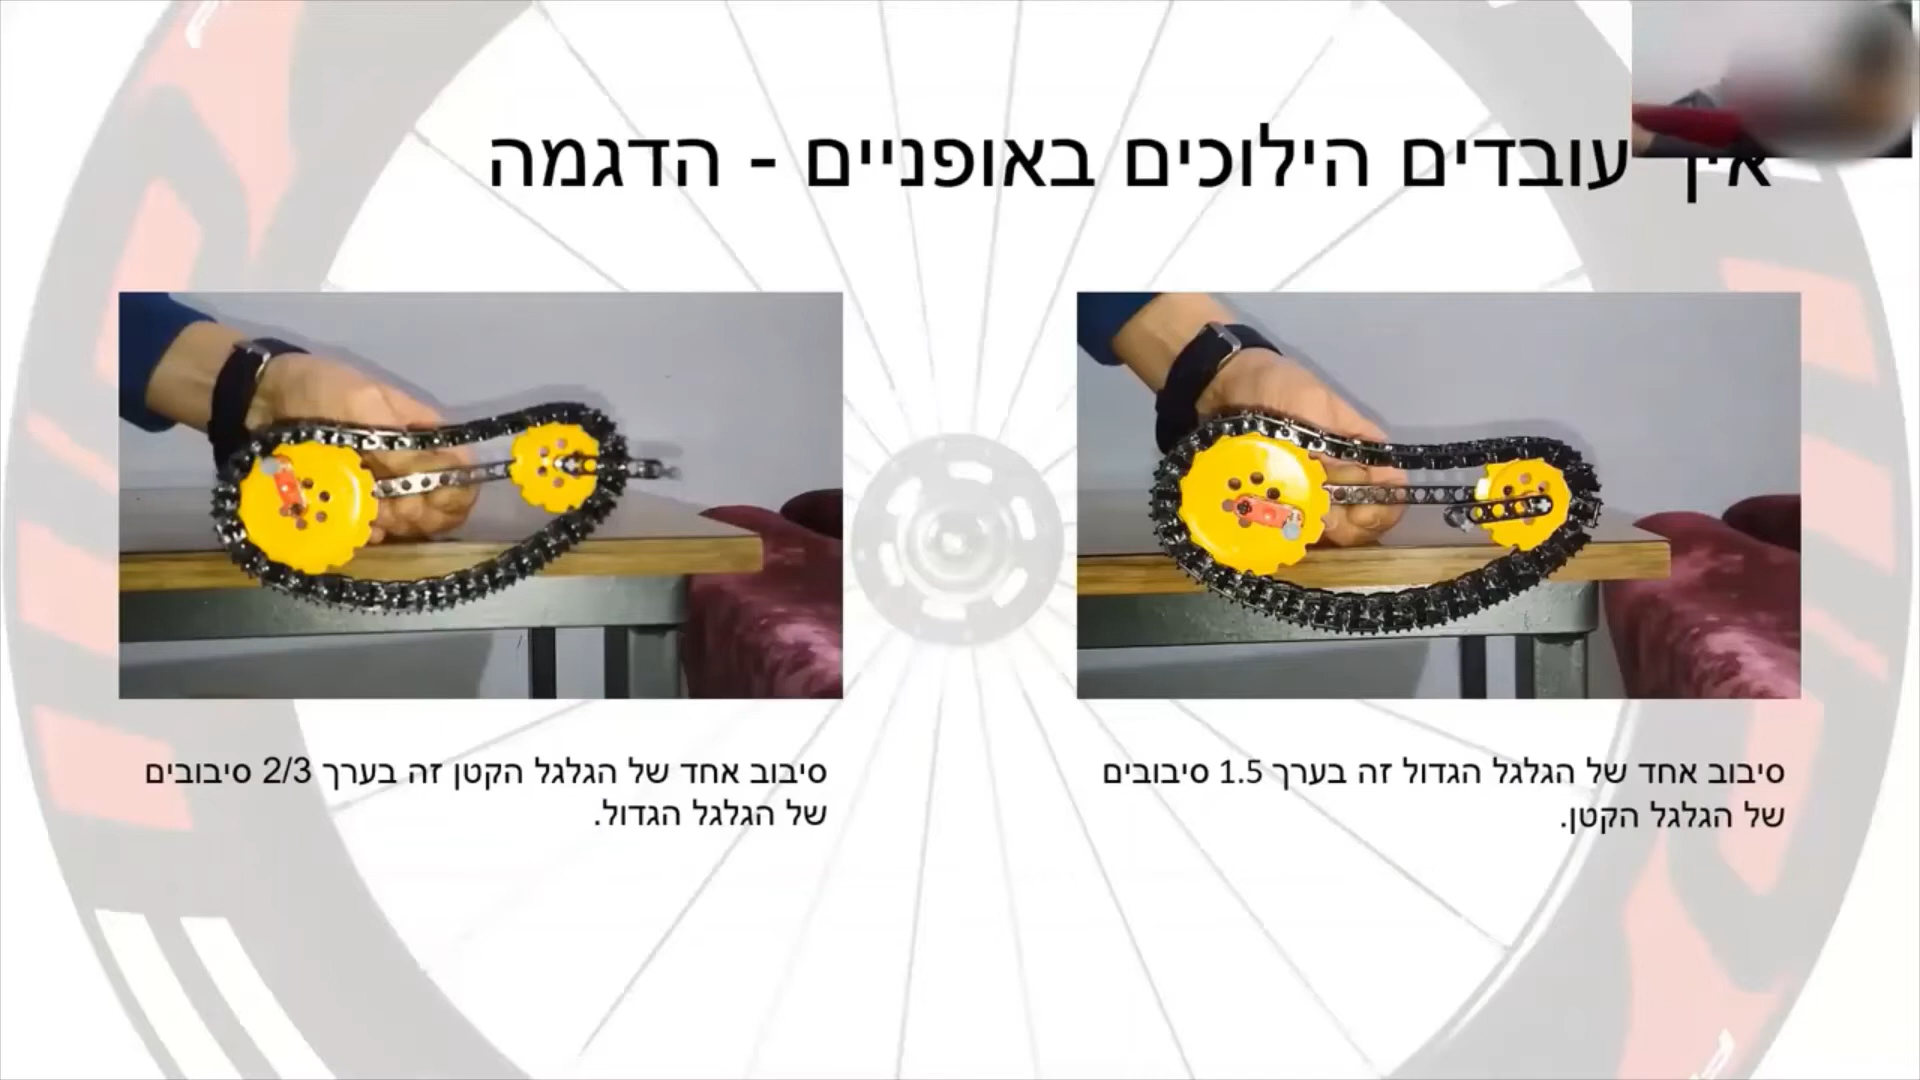 איך עובדים הילוכים באופניים - הדגמה
סיבוב אחד של הגלגל הגדול זה בערך 1.5 סיבובים
של הגלגל הקטן.
סיבוב אחד של הגלגל הקטן זה בערך 2/3 סיבובים
של הגלגל הגדול.